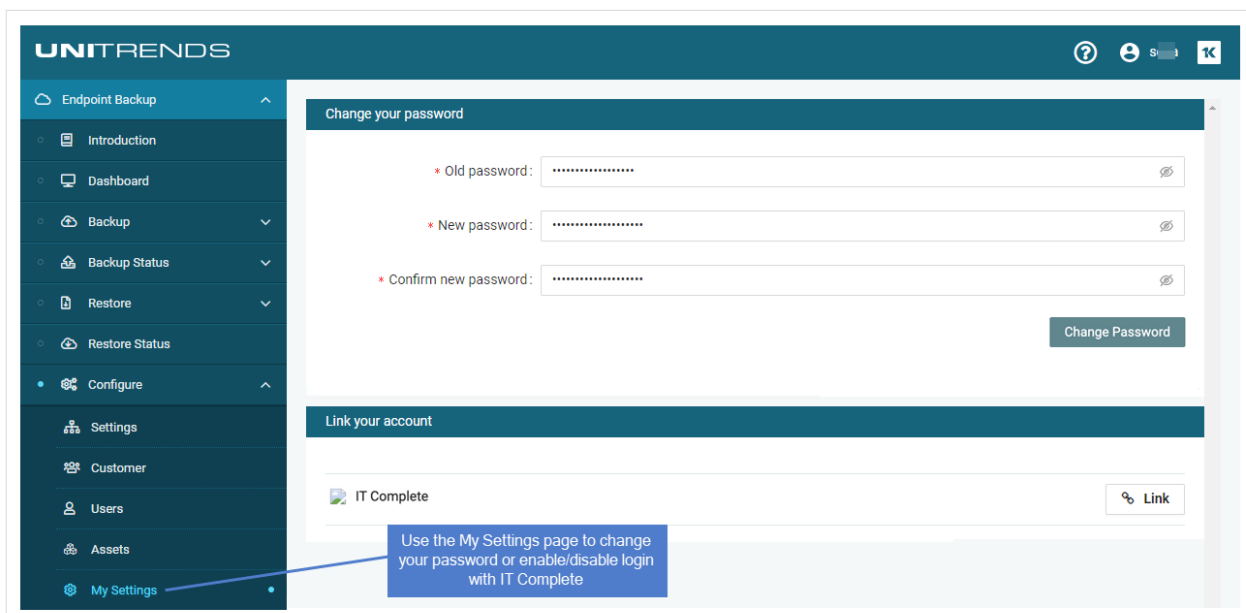 UNITRENDS
Endpoint Backup
Introduction
Dashboard
Backup
Backup Status
Restore
Restore Status
Configure
Settings
Customer
Users
Assets
My Settings
Change your password
* Old password:
* New password:
* Confirm new password:
Change Password
Link your account
IT Complete
Link
Use the My Settings page to change
your password or enable/disable login
with IT Complete